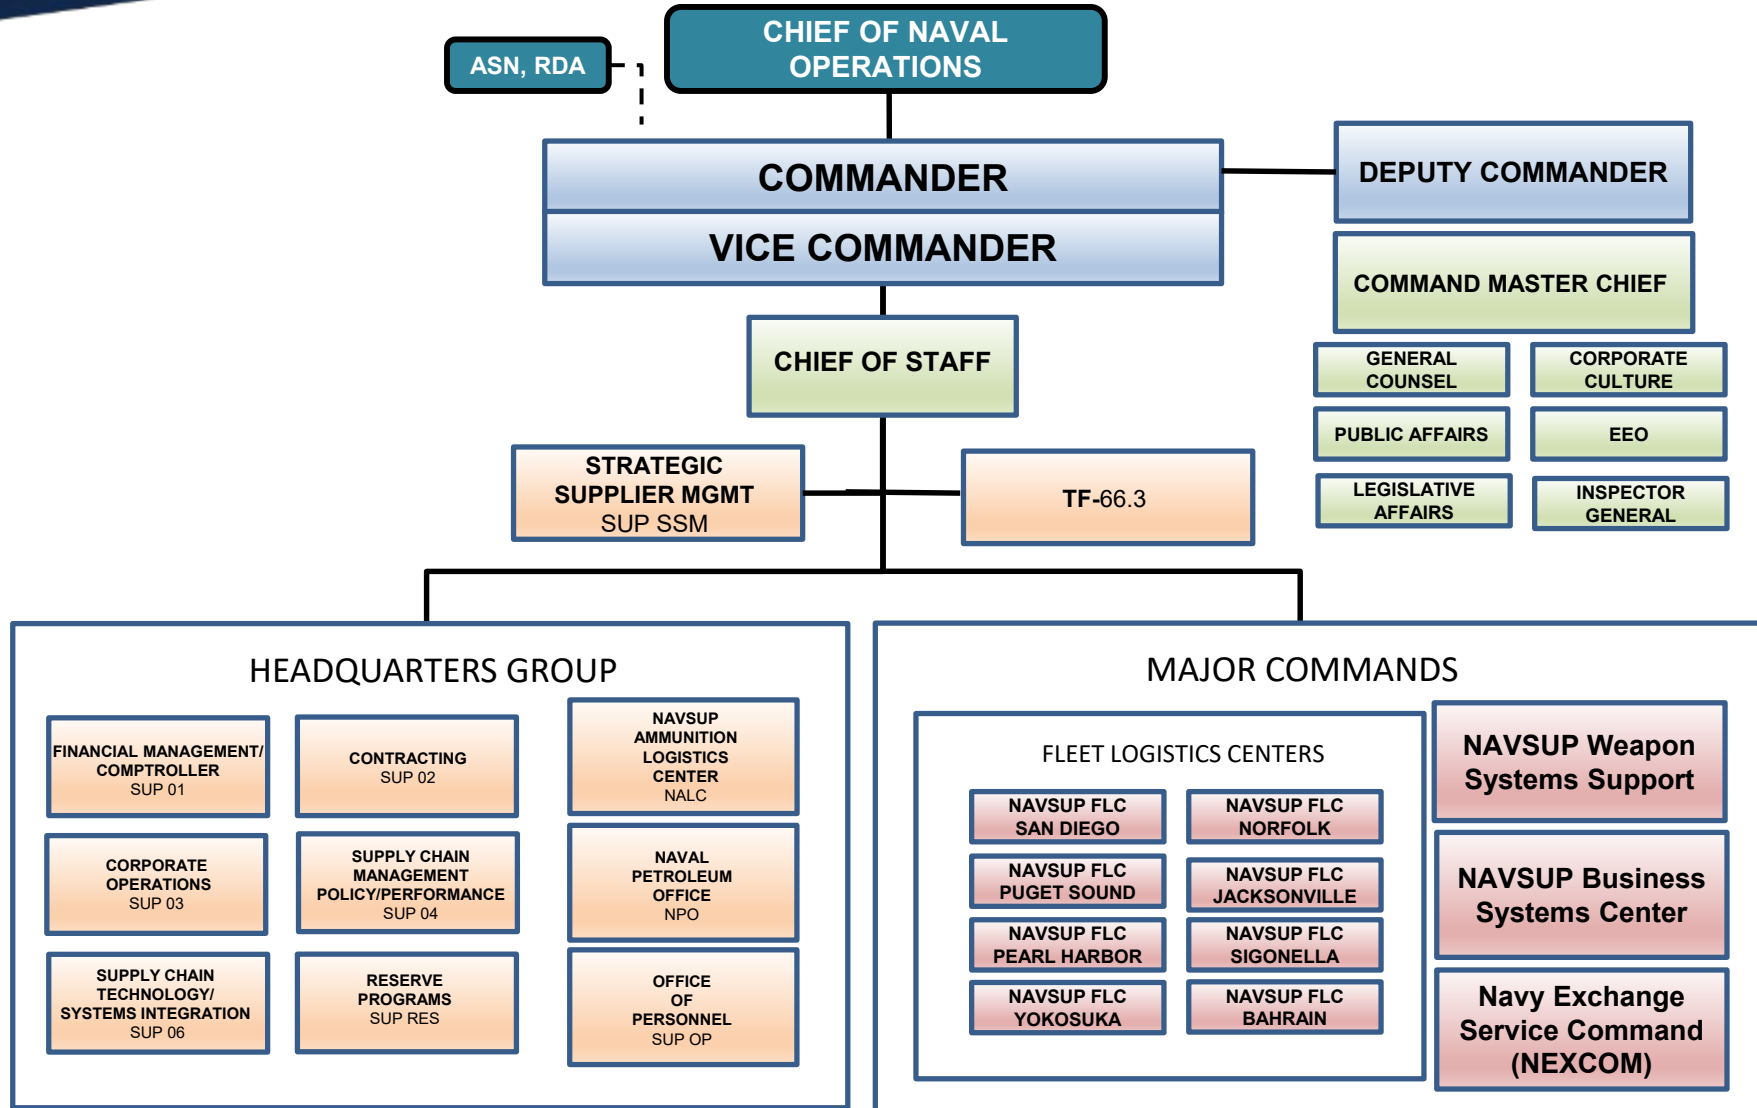 CHIEF OF NAVAL
OPERATIONS
ASN, RDA
COMMANDER
VICE COMMANDER
DEPUTY COMMANDER
COMMAND MASTER CHIEF
CHIEF OF STAFF
GENERAL
COUNSEL
CORPORATE
CULTURE
PUBLIC AFFAIRS
EEO
LEGISLATIVE
AFFAIRS
INSPECTOR
GENERAL
STRATEGIC
SUPPLIER MGMT
SUP SSM
TF-66.3
HEADQUARTERS GROUP
FINANCIAL MANAGEMENT/
COMPTROLLER
SUP 01
CONTRACTING
SUP 02
NAVSUP
AMMUNITION
LOGISTICS
CENTER
NALC
CORPORATE
OPERATIONS
SUP 03
SUPPLY CHAIN
MANAGEMENT
POLICY/PERFORMANCE
SUP 04
NAVAL
PETROLEUM
OFFICE
NPO
SUPPLY CHAIN
TECHNOLOGY/
SYSTEMS INTEGRATION
SUP 06
RESERVE
PROGRAMS
SUP RES
OFFICE
OF
PERSONNEL
SUP OP
MAJOR COMMANDS
FLEET LOGISTICS CENTERS
NAVSUP FLC
SAN DIEGO
NAVSUP FLC
NORFOLK
NAVSUP FLC
PUGET SOUND
NAVSUP FLC
JACKSONVILLE
NAVSUP FLC
PEARL HARBOR
NAVSUP FLC
SIGONELLA
NAVSUP FLC
YOKOSUKA
NAVSUP FLC
BAHRAIN
NAVSUP Weapon
Systems Support
NAVSUP Business
Systems Center
Navy Exchange
Service Command
(NEXCOM)